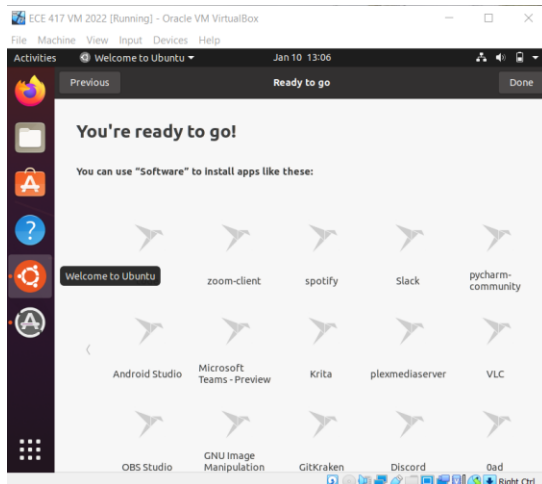 ECE 417 VM 2022 [Running] - Oracle VM VirtualBox
File Machine View Input Devices Help
Activities Welcome to Ubuntu Jan 10 13:06
Previous Ready to go Done
You're ready to go!
You can use "Software" to install apps like these:
Welcome to Ubuntu
zoom-client spotify Slack pycharm-
community
Android Studio Microsoft
Teams - Preview Krita plexmediaserver VLC
OBS Studio GNU Image
Manipulation GitKraken Discord 0ad
Right Ctrl